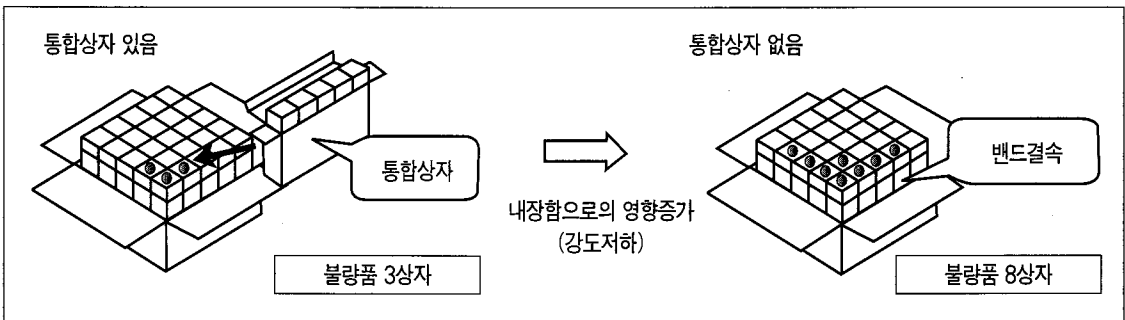 통합상자 있음
통합상자 없음
통합상자
밴드결속
내장함으로의 영향증가
(강도저하)
불량품 3상자
불량품 8상자